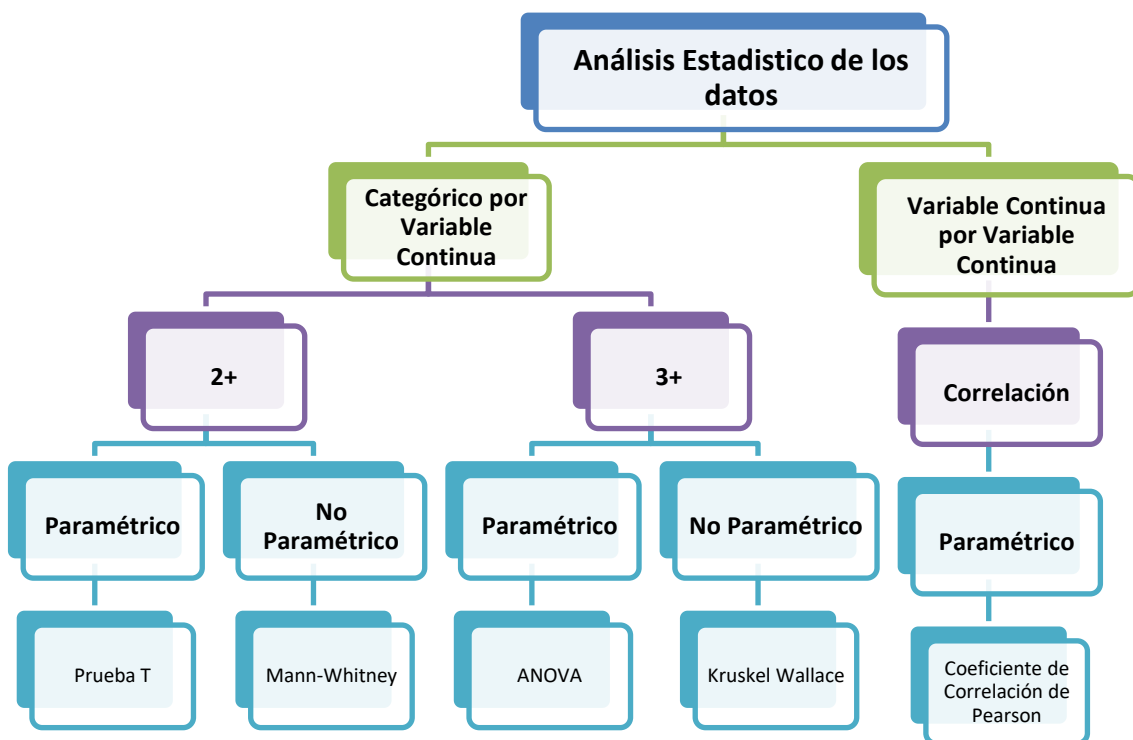 Análisis Estadistico de los
datos
Categórico por
Variable
Continua
Variable Continua
por Variable
Continua
2+
3+
Correlación
Paramétrico
No
Paramétrico
Paramétrico
No Paramétrico
Paramétrico
Prueba T
Mann-Whitney
ANOVA
Kruskel Wallace
Coeficiente de
Correlación de
Pearson